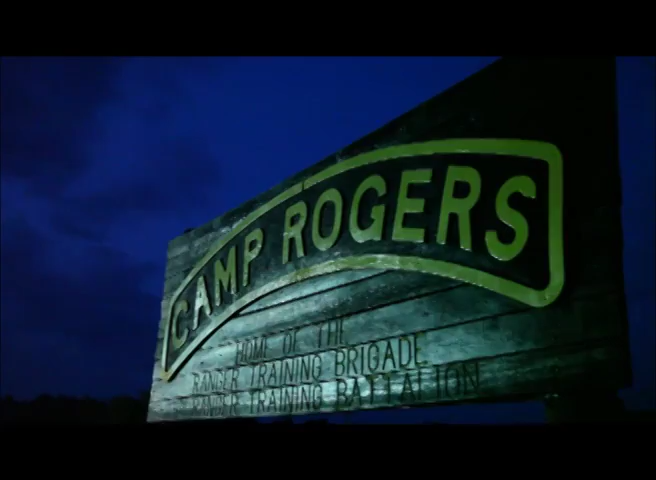 CAMP ROGERS
HOME OF THE
RANGER TRAINING BRIGADE
RANGER TRAINING BATTALION